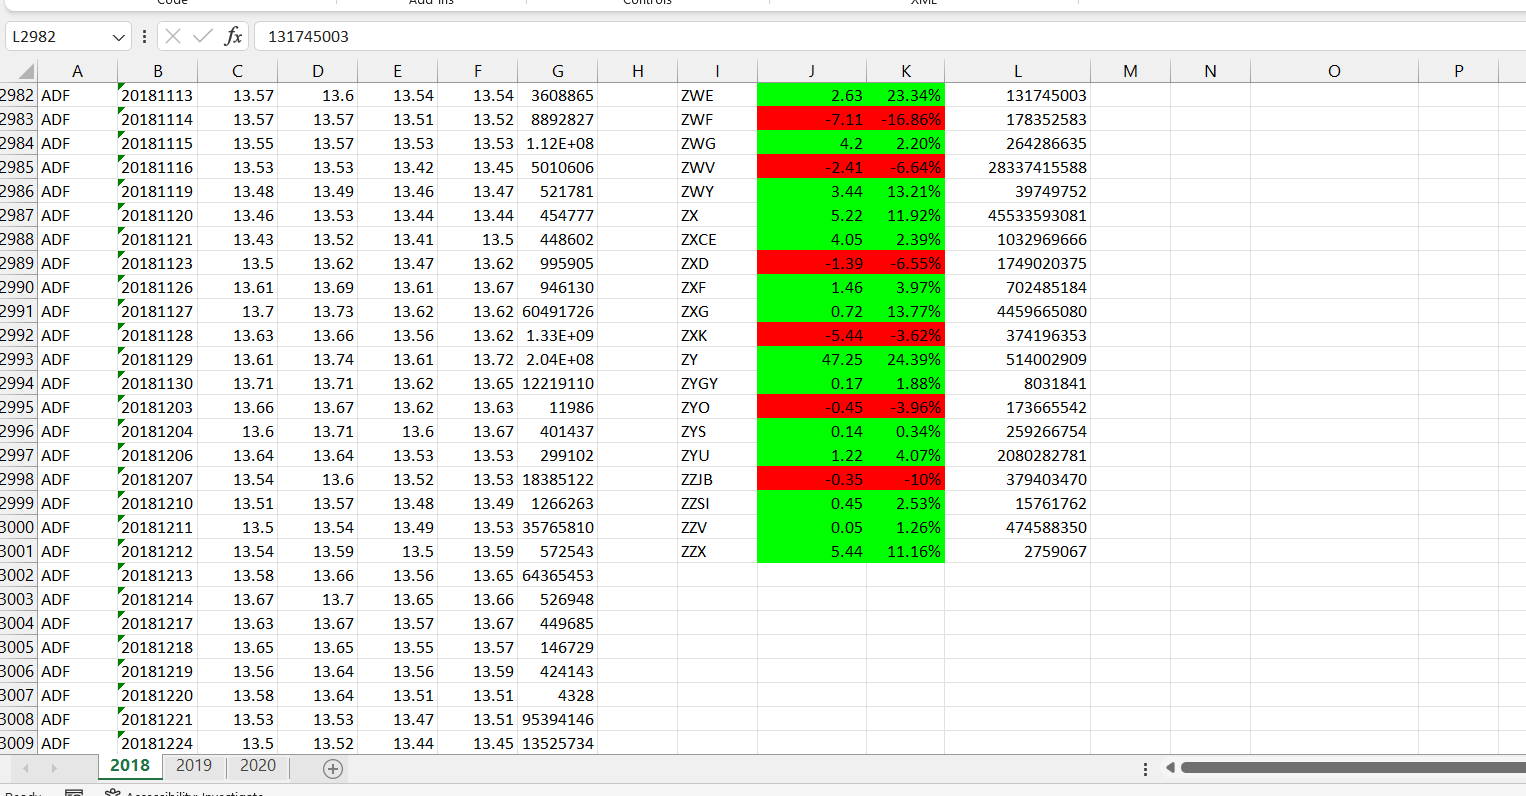 Code Add-ins Controls XML
L2982 fx 131745003
A B C D E F G H I J K L M N O P
2982 ADF 20181113 13.57 13.6 13.54 13.54 3608865 ZWE 2.63 23.34% 131745003
2983 ADF 20181114 13.57 13.57 13.51 13.52 8892827 ZWF -7.11 -16.86% 178352583
2984 ADF 20181115 13.55 13.57 13.53 13.53 1.12E+08 ZWG 4.2 2.20% 264286635
2985 ADF 20181116 13.53 13.53 13.42 13.45 5010606 ZWV -2.41 -6.64% 28337415588
2986 ADF 20181119 13.48 13.49 13.46 13.47 521781 ZWY 3.44 13.21% 39749752
2987 ADF 20181120 13.46 13.53 13.44 13.44 454777 ZX 5.22 11.92% 45533593081
2988 ADF 20181121 13.43 13.52 13.41 13.5 448602 ZXCE 4.05 2.39% 1032969666
2989 ADF 20181123 13.5 13.62 13.47 13.62 995905 ZXD -1.39 -6.55% 1749020375
2990 ADF 20181126 13.61 13.69 13.61 13.67 946130 ZXF 1.46 3.97% 702485184
2991 ADF 20181127 13.7 13.73 13.62 13.62 60491726 ZXG 0.72 13.77% 4459665080
2992 ADF 20181128 13.63 13.66 13.56 13.62 1.33E+09 ZXK -5.44 -3.62% 374196353
2993 ADF 20181129 13.61 13.74 13.61 13.72 2.04E+08 ZY 47.25 24.39% 514002909
2994 ADF 20181130 13.71 13.71 13.62 13.65 12219110 ZYGY 0.17 1.88% 8031841
2995 ADF 20181203 13.66 13.67 13.62 13.63 11986 ZYO -0.45 -3.96% 173665542
2996 ADF 20181204 13.6 13.71 13.6 13.67 401437 ZYS 0.14 0.34% 259266754
2997 ADF 20181206 13.64 13.64 13.53 13.53 299102 ZYU 1.22 4.07% 2080282781
2998 ADF 20181207 13.54 13.6 13.52 13.53 18385122 ZZJB -0.35 -10% 379403470
2999 ADF 20181210 13.51 13.57 13.48 13.49 1266263 ZZSI 0.45 2.53% 15761762
3000 ADF 20181211 13.5 13.54 13.49 13.53 35765810 ZZV 0.05 1.26% 474588350
3001 ADF 20181212 13.54 13.59 13.5 13.59 572543 ZZX 5.44 11.16% 2759067
3002 ADF 20181213 13.58 13.66 13.56 13.65 64365453
3003 ADF 20181214 13.67 13.7 13.65 13.66 526948
3004 ADF 20181217 13.63 13.67 13.57 13.67 449685
3005 ADF 20181218 13.65 13.65 13.55 13.57 146729
3006 ADF 20181219 13.56 13.64 13.56 13.59 424143
3007 ADF 20181220 13.58 13.64 13.51 13.51 4328
3008 ADF 20181221 13.53 13.53 13.47 13.51 95394146
3009 ADF 20181224 13.5 13.52 13.44 13.45 13525734
2018 2019 2020
Ready Accessibility: Investigate